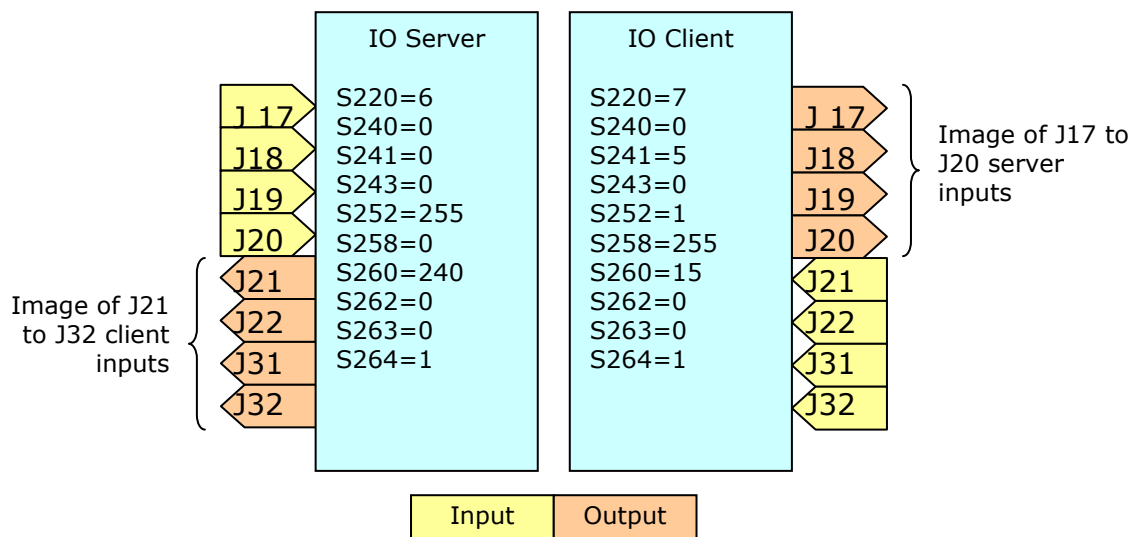 IO Server
S220=6
S240=0
S241=0
S243=0
S252=255
S258=0
S260=240
S262=0
S263=0
S264=1
J 17
J18
J19
J20
J21
J22
J31
J32
Image of J21
to J32 client
inputs
IO Client
S220=7
S240=0
S241=5
S243=0
S252=1
S258=255
S260=15
S262=0
S263=0
S264=1
J 17
J18
J19
J20
J21
J22
J31
J32
Image of J17 to
J20 server
inputs
Input
Output